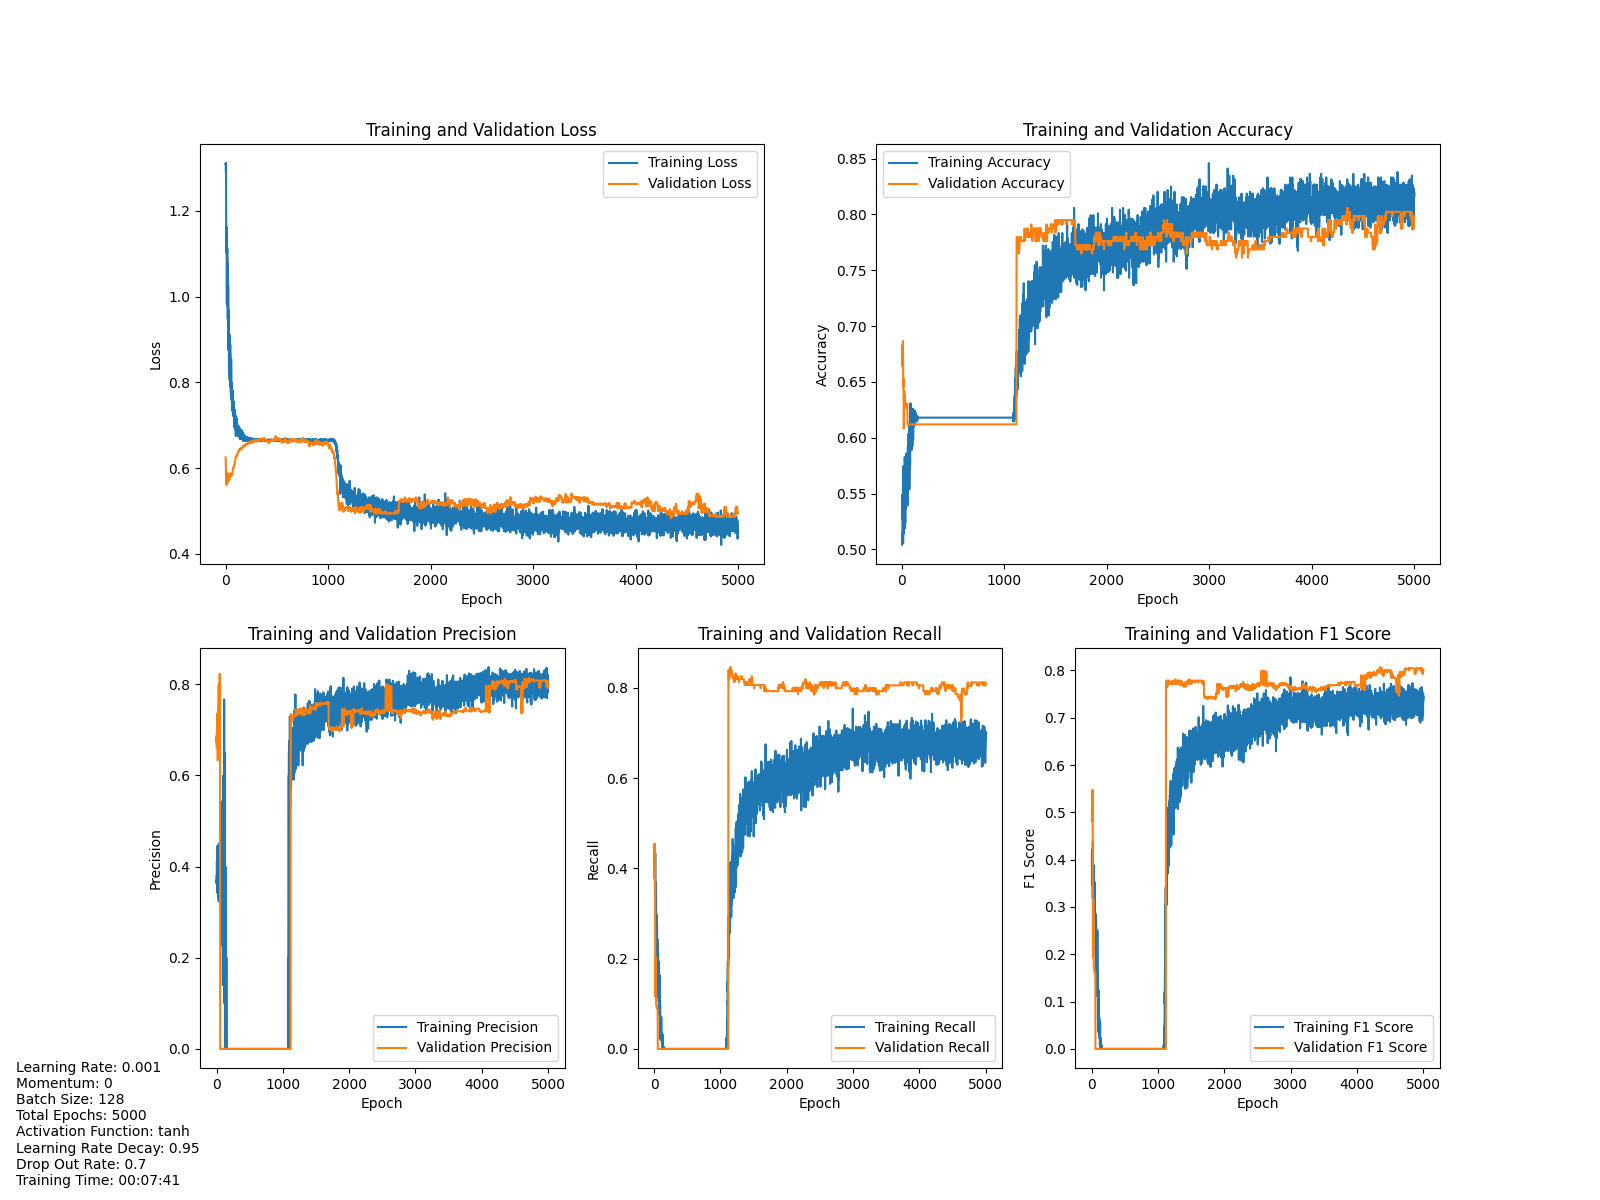 Training and Validation Loss
Training Loss
Validation Loss
1.2
1.0
0.8
0.6
0.4
Loss
0 1000 2000 3000 4000 5000
Epoch
Training and Validation Accuracy
Training Accuracy
Validation Accuracy
0.85
0.80
0.75
0.70
0.65
0.60
0.55
0.50
Accuracy
0 1000 2000 3000 4000 5000
Epoch
Training and Validation Precision
0.8
0.6
0.4
0.2
0.0
Precision
Training Precision
Validation Precision
0 1000 2000 3000 4000 5000
Epoch
Training and Validation Recall
0.8
0.6
0.4
0.2
0.0
Recall
Training Recall
Validation Recall
0 1000 2000 3000 4000 5000
Epoch
Training and Validation F1 Score
0.8
0.7
0.6
0.5
0.4
0.3
0.2
0.1
0.0
F1 Score
Training F1 Score
Validation F1 Score
0 1000 2000 3000 4000 5000
Epoch
Learning Rate: 0.001
Momentum: 0
Batch Size: 128
Total Epochs: 5000
Activation Function: tanh
Learning Rate Decay: 0.95
Drop Out Rate: 0.7
Training Time: 00:07:41